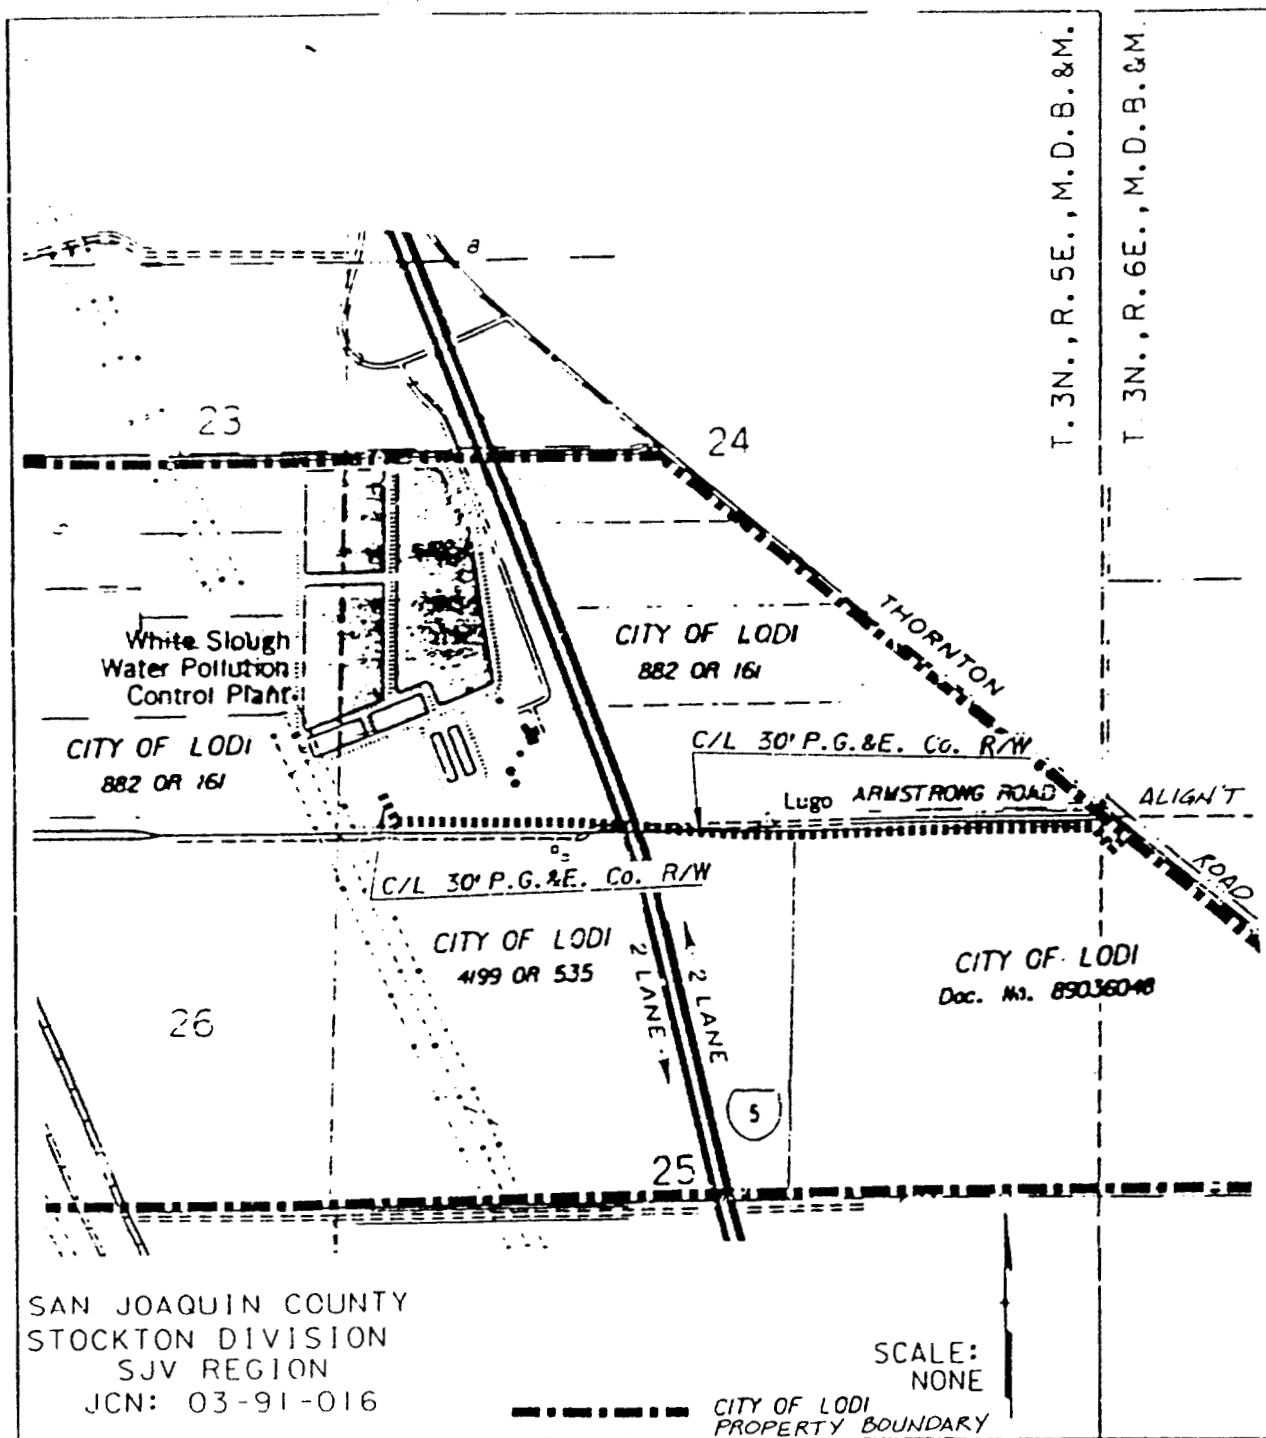 T. 3N., R. 5E., M.D.B.&M.
T. 3N., R. 6E., M.D.B.&M.
a
23
24
White Slough
Water Pollution
Control Plant
CITY OF LODI
882 OR 161
CITY OF LODI
882 OR 161
THORNTON
C/L 30' P.G.&E. Co. R/W
Lugo ARMSTRONG ROAD
ALIGN'T
ROAD
C/L 30' P.G.&E. Co. R/W
CITY OF LODI
4199 OR 535
2 LANE
2 LANE
CITY OF LODI
Doc. No. 89036048
26
5
25
SAN JOAQUIN COUNTY
STOCKTON DIVISION
SJV REGION
JCN: 03-91-016
SCALE:
NONE
CITY OF LODI
PROPERTY BOUNDARY